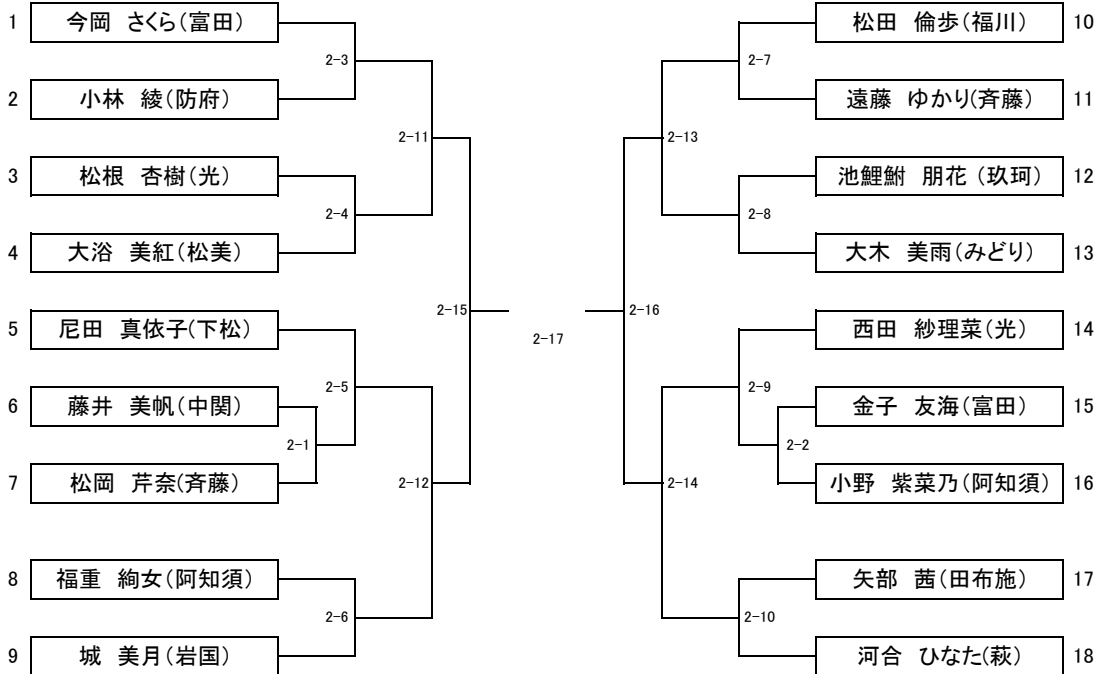 1 今岡 さくら(富田)
2-3
2 小林 綾(防府)
2-11
3 松根 杏樹(光)
2-4
4 大浴 美紅(松美)
2-15
5 尼田 真依子(下松)
2-5
6 藤井 美帆(中関)
2-1
7 松岡 芹奈(斉藤)
2-12
8 福重 絢女(阿知須)
2-6
9 城 美月(岩国)
2-17
松田 倫歩(福川) 10
2-7
遠藤 ゆかり(斉藤) 11
2-13
池鯉鮒 朋花 (玖珂) 12
2-8
大木 美雨(みどり) 13
2-16
西田 紗理菜(光) 14
2-9
金子 友海(富田) 15
2-2
小野 紫菜乃(阿知須) 16
2-14
矢部 茜(田布施) 17
2-10
河合 ひなた(萩) 18